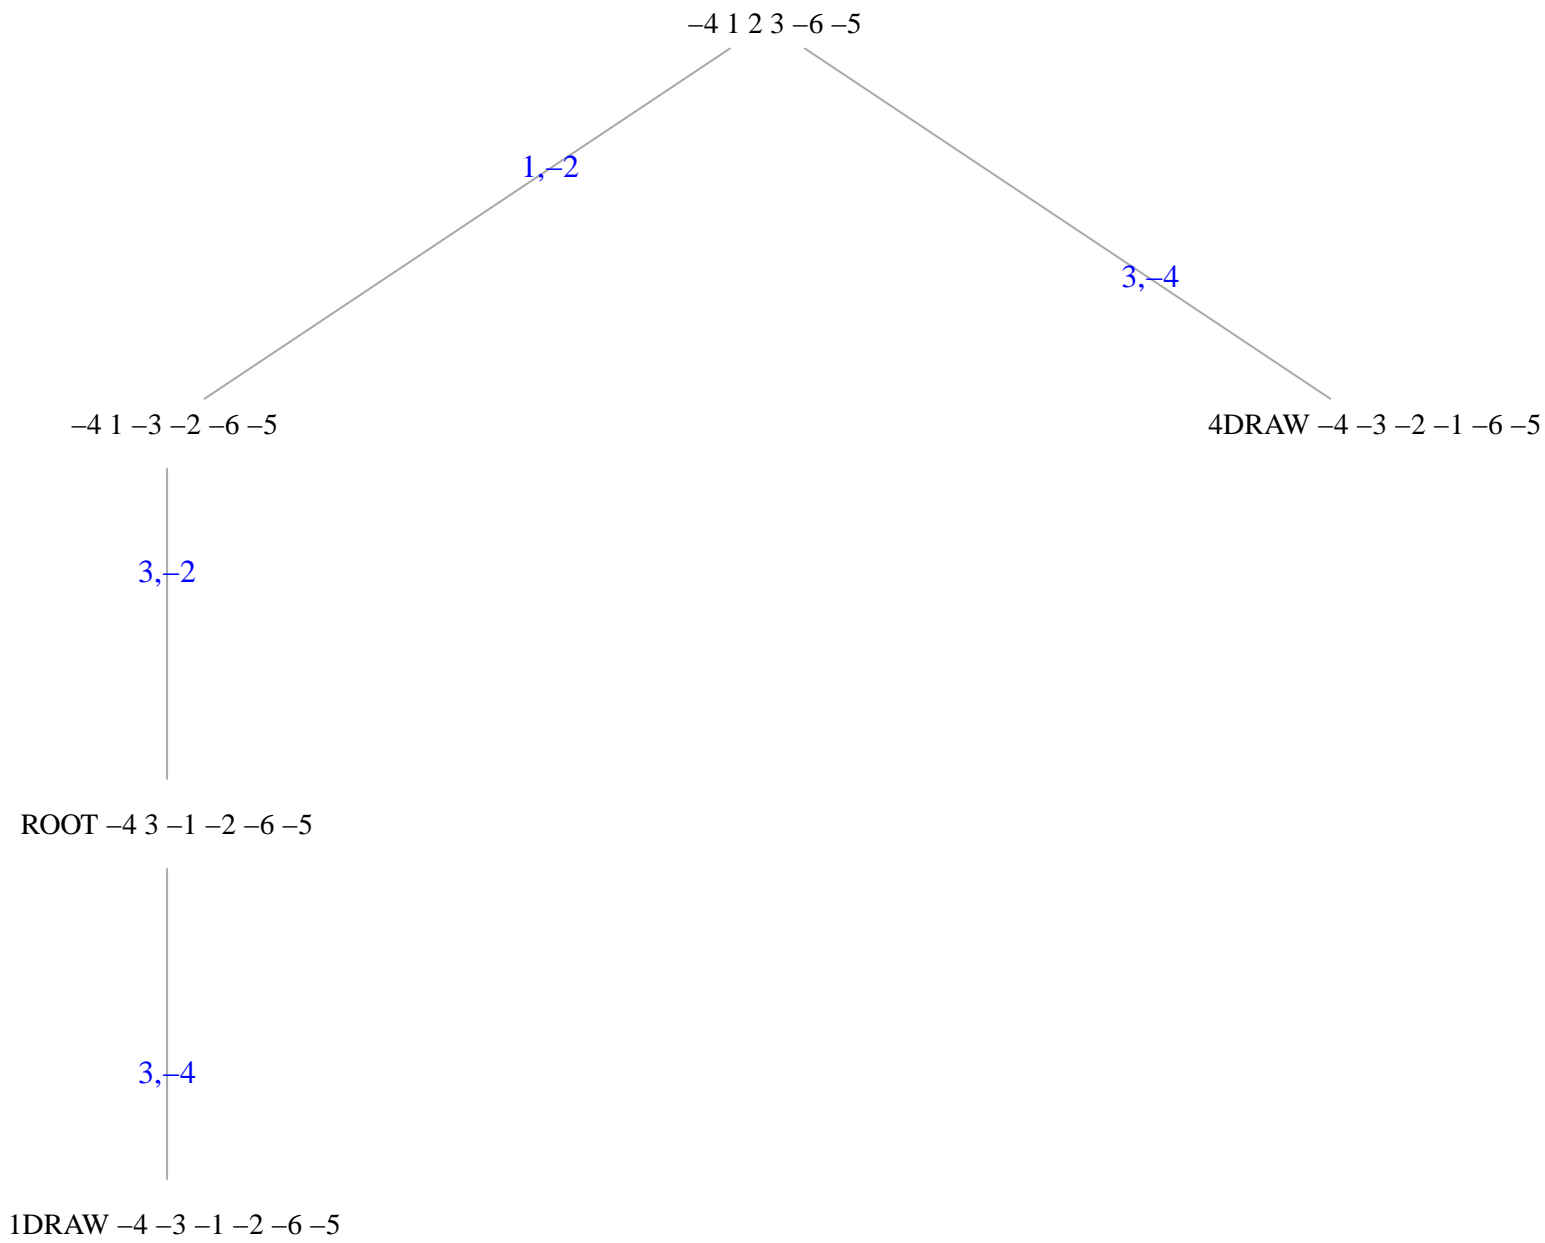 –4 1 2 3 –6 –5
1,–2
3,–4
–4 1 –3 –2 –6 –5
4DRAW –4 –3 –2 –1 –6 –5
3,–2
ROOT –4 3 –1 –2 –6 –5
3,–4
1DRAW –4 –3 –1 –2 –6 –5